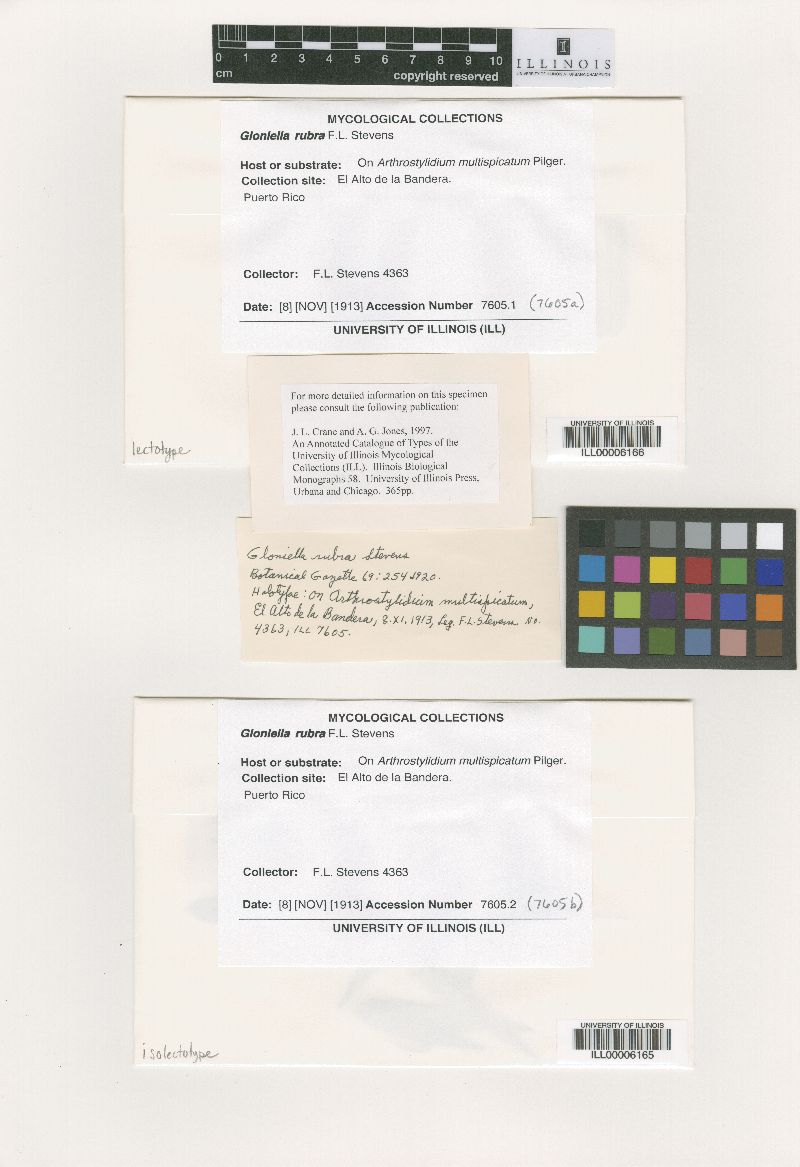 0 1 2 3 4 5 6 7 8 9 10
cm
copyright reserved
I
ILLINOIS
UNIVERSITY OF ILLINOIS AT URBANA-CHAMPAIGN
MYCOLOGICAL COLLECTIONS
Gloniella rubra F.L. Stevens
Host or substrate: On Arthrostylidium multispicatum Pilger.
Collection site: El Alto de la Bandera.
Puerto Rico
Collector: F.L. Stevens 4363
Date: [8] [NOV] [1913] Accession Number 7605.1 (7605a)
UNIVERSITY OF ILLINOIS (ILL)
lectotype
UNIVERSITY OF ILLINOIS
ILL00006166
For more detailed information on this specimen
please consult the following publication:
J. L. Crane and A. G. Jones, 1997.
An Annotated Catalogue of Types of the
University of Illinois Mycological
Collections (ILL). Illinois Biological
Monographs 58. University of Illinois Press,
Urbana and Chicago. 365pp.
Gloniella rubra Stevens
Botanical Gazette 69:254 1920.
Holotype: On Arthrostylidium multispicatum,
El Alto de la Bandera, 8.XI.1913, Leg. F.L. Stevens No.
4363, ILL 7605.
MYCOLOGICAL COLLECTIONS
Gloniella rubra F.L. Stevens
Host or substrate: On Arthrostylidium multispicatum Pilger.
Collection site: El Alto de la Bandera.
Puerto Rico
Collector: F.L. Stevens 4363
Date: [8] [NOV] [1913] Accession Number 7605.2 (7605b)
UNIVERSITY OF ILLINOIS (ILL)
isolectotype
UNIVERSITY OF ILLINOIS
ILL00006165